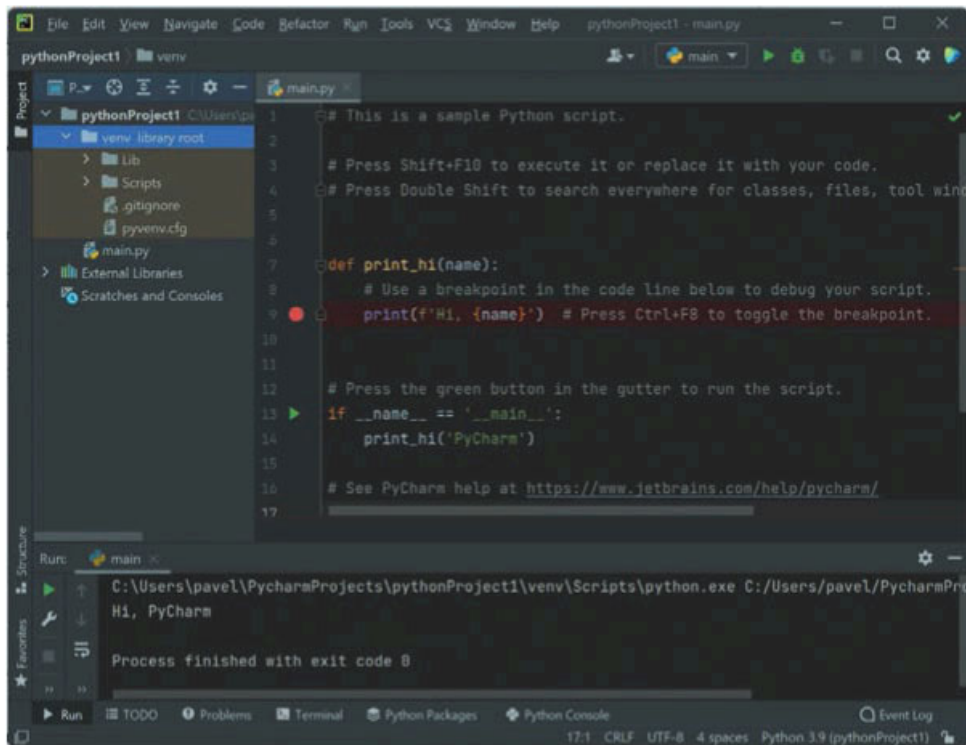 File Edit View Navigate Code Refactor Run Tools VCS Window Help pythonProject1 - main.py
pythonProject1 venv main
Project P... main.py
pythonProject1 C:\Users\pa
venv library root
Lib
Scripts
.gitignore
pyvenv.cfg
main.py
External Libraries
Scratches and Consoles
1 # This is a sample Python script.
2
3 # Press Shift+F10 to execute it or replace it with your code.
4 # Press Double Shift to search everywhere for classes, files, tool wind
5
6
7 def print_hi(name):
8 # Use a breakpoint in the code line below to debug your script.
9 print(f'Hi, {name}') # Press Ctrl+F8 to toggle the breakpoint.
10
11
12 # Press the green button in the gutter to run the script.
13 if __name__ == '__main__':
14 print_hi('PyCharm')
15
16 # See PyCharm help at https://www.jetbrains.com/help/pycharm/
17
Structure
Favorites
Run: main
C:\Users\pavel\PycharmProjects\pythonProject1\venv\Scripts\python.exe C:/Users/pavel/PycharmPro
Hi, PyCharm
Process finished with exit code 0
Run TODO Problems Terminal Python Packages Python Console Event Log
17:1 CRLF UTF-8 4 spaces Python 3.9 (pythonProject1)